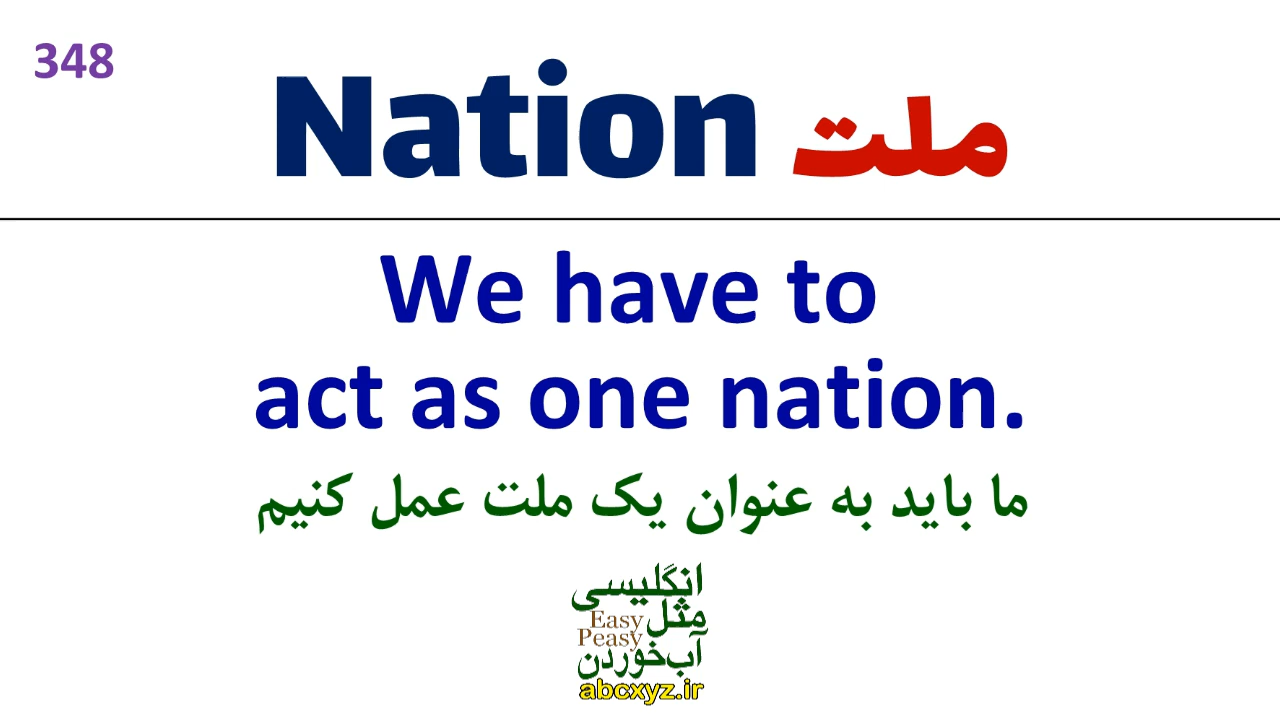 348
Nation ملت
We have to
act as one nation.
ما باید به عنوان یک ملت عمل کنیم
انگلیسی
مثل Easy
Peasy
آب‌خوردن
abcxyz.ir